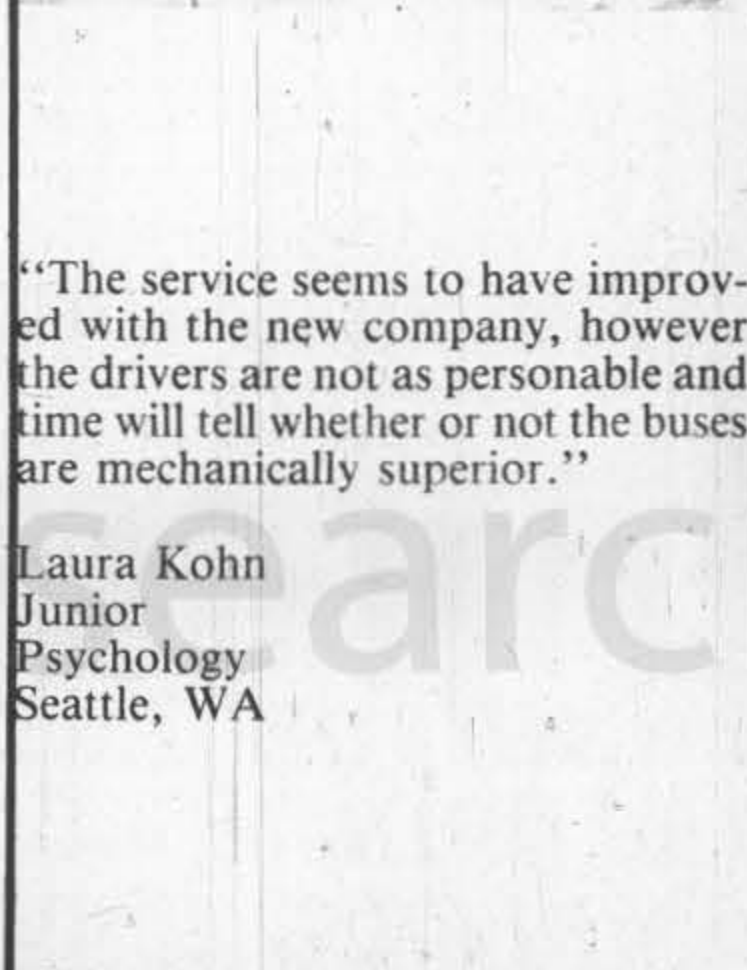 “The service seems to have improv-
ed with the new company, however
the drivers are not as personable and
time will tell whether or not the buses
are mechanically superior.”
Laura Kohn
Junior
Psychology
Seattle, WA
searc